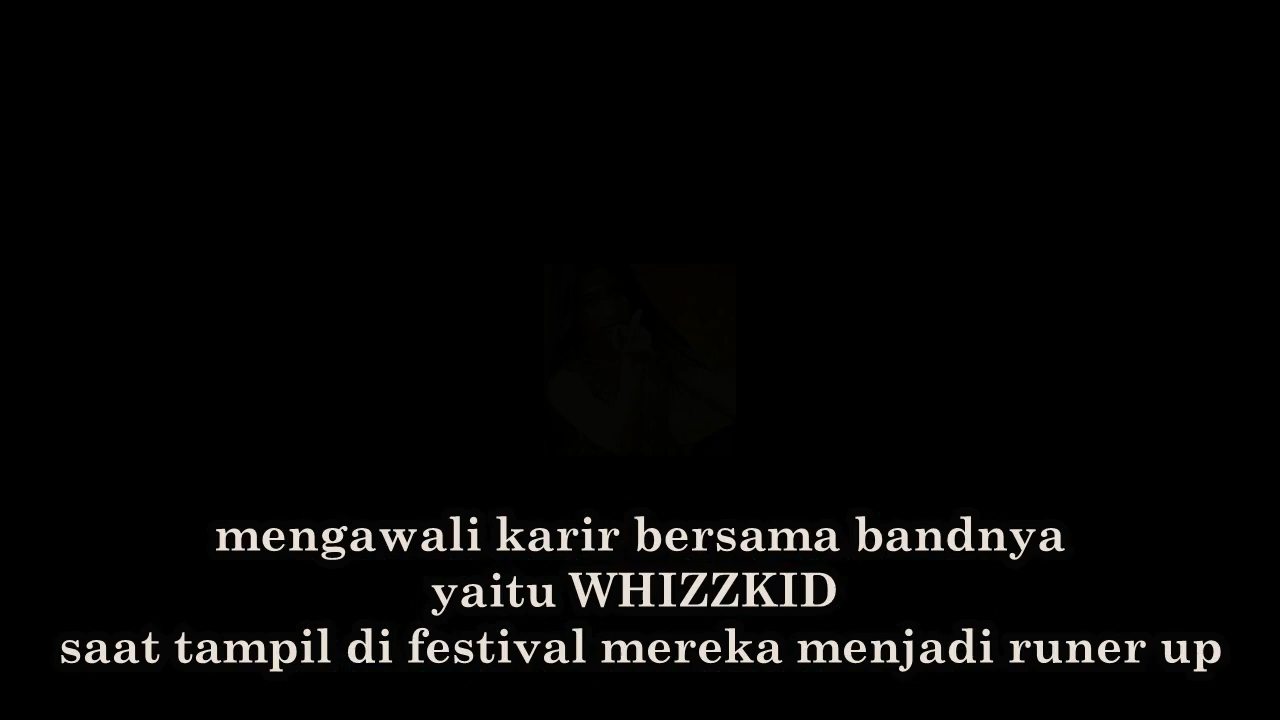 mengawali karir bersama bandnya
yaitu WHIZZKID
saat tampil di festival mereka menjadi runer up